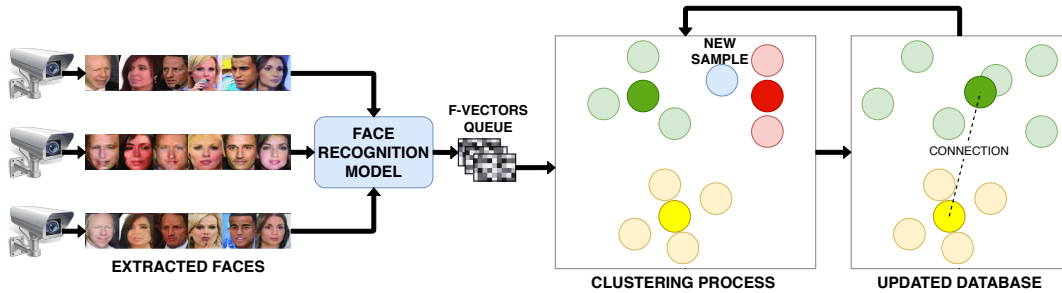 EXTRACTED FACES
FACE
RECOGNITION
MODEL
F-VECTORS
QUEUE
NEW
SAMPLE
CLUSTERING PROCESS
CONNECTION
UPDATED DATABASE